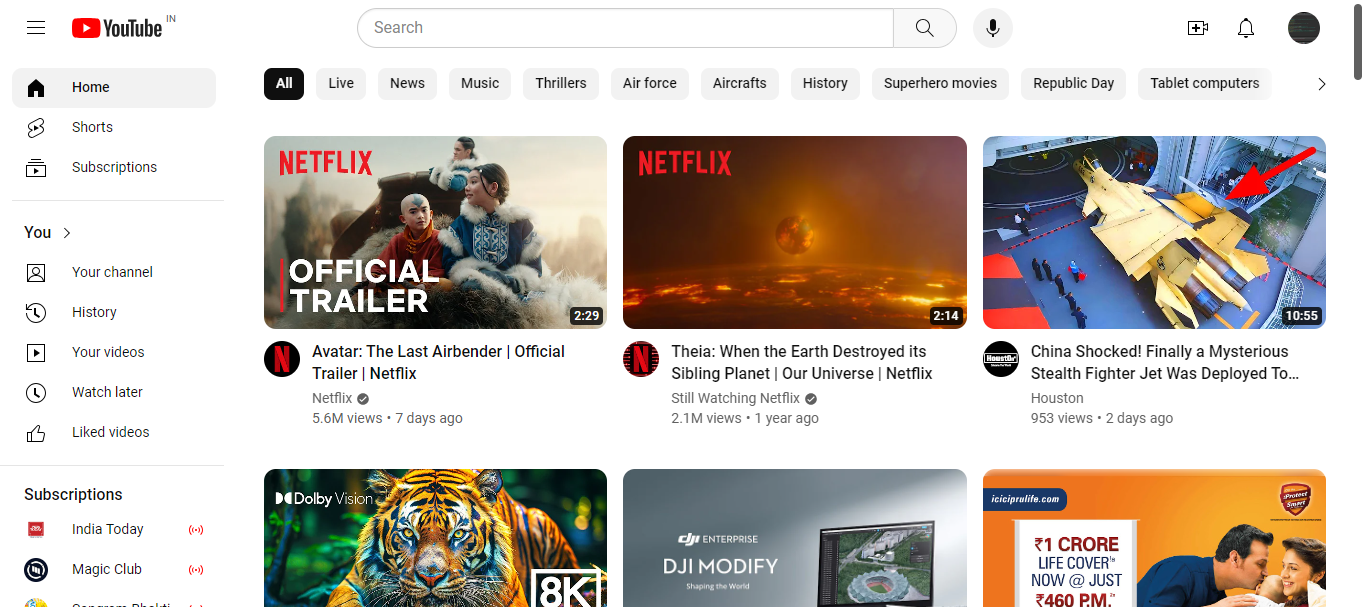 YouTube IN
Search
Home
Shorts
Subscriptions
You
Your channel
History
Your videos
Watch later
Liked videos
Subscriptions
India Today
Magic Club
All
Live
News
Music
Thrillers
Air force
Aircrafts
History
Superhero movies
Republic Day
Tablet computers
NETFLIX
OFFICIAL
TRAILER
2:29
N
Avatar: The Last Airbender | Official
Trailer | Netflix
Netflix
5.6M views • 7 days ago
NETFLIX
2:14
N
Theia: When the Earth Destroyed its
Sibling Planet | Our Universe | Netflix
Still Watching Netflix
2.1M views • 1 year ago
10:55
Houston
China Shocked! Finally a Mysterious
Stealth Fighter Jet Was Deployed To...
Houston
953 views • 2 days ago
Dolby Vision
8K
dji ENTERPRISE
DJI MODIFY
Shaping the World
iciciprulife.com
iProtect
Smart
₹1 CRORE
LIFE COVER
NOW @ JUST
₹460 P.M.